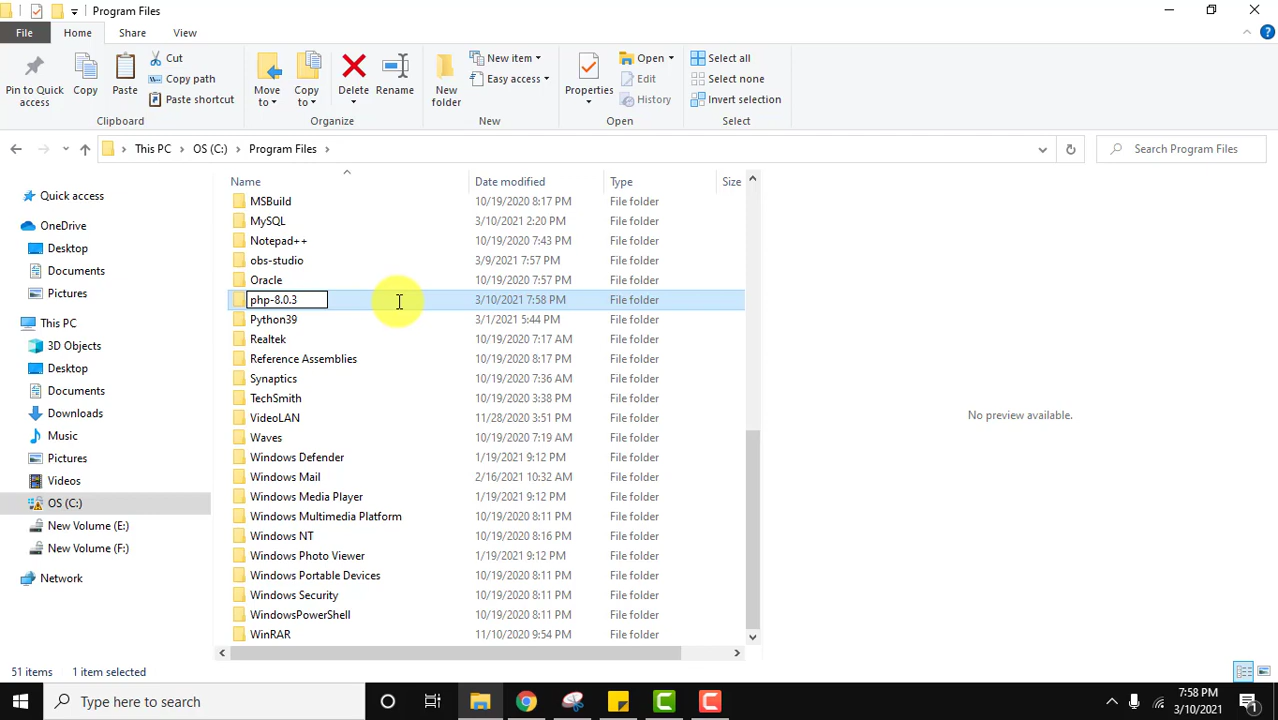 Program Files
File Home Share View
Pin to Quick access
Copy
Paste
Cut
Copy path
Paste shortcut
Clipboard
Move to
Copy to
Delete
Rename
Organize
New folder
New item
Easy access
New
Properties
Open
Edit
History
Open
Select all
Select none
Invert selection
Select
This PC OS (C:) Program Files
Search Program Files
Quick access
OneDrive
Desktop
Documents
Pictures
This PC
3D Objects
Desktop
Documents
Downloads
Music
Pictures
Videos
OS (C:)
New Volume (E:)
New Volume (F:)
Network
Name Date modified Type Size
MSBuild 10/19/2020 8:17 PM File folder
MySQL 3/10/2021 2:20 PM File folder
Notepad++ 10/19/2020 7:43 PM File folder
obs-studio 3/9/2021 7:57 PM File folder
Oracle 10/19/2020 7:57 PM File folder
php-8.0.3 3/10/2021 7:58 PM File folder
Python39 3/1/2021 5:44 PM File folder
Realtek 10/19/2020 7:17 AM File folder
Reference Assemblies 10/19/2020 8:17 PM File folder
Synaptics 10/19/2020 7:36 AM File folder
TechSmith 10/19/2020 3:38 PM File folder
VideoLAN 11/28/2020 3:51 PM File folder
Waves 10/19/2020 7:19 AM File folder
Windows Defender 1/19/2021 9:12 PM File folder
Windows Mail 2/16/2021 10:32 AM File folder
Windows Media Player 1/19/2021 9:12 PM File folder
Windows Multimedia Platform 10/19/2020 8:11 PM File folder
Windows NT 10/19/2020 8:16 PM File folder
Windows Photo Viewer 1/19/2021 9:12 PM File folder
Windows Portable Devices 10/19/2020 8:11 PM File folder
Windows Security 10/19/2020 8:11 PM File folder
WindowsPowerShell 10/19/2020 8:11 PM File folder
WinRAR 11/10/2020 9:54 PM File folder
No preview available.
51 items 1 item selected
Type here to search
7:58 PM
3/10/2021
1